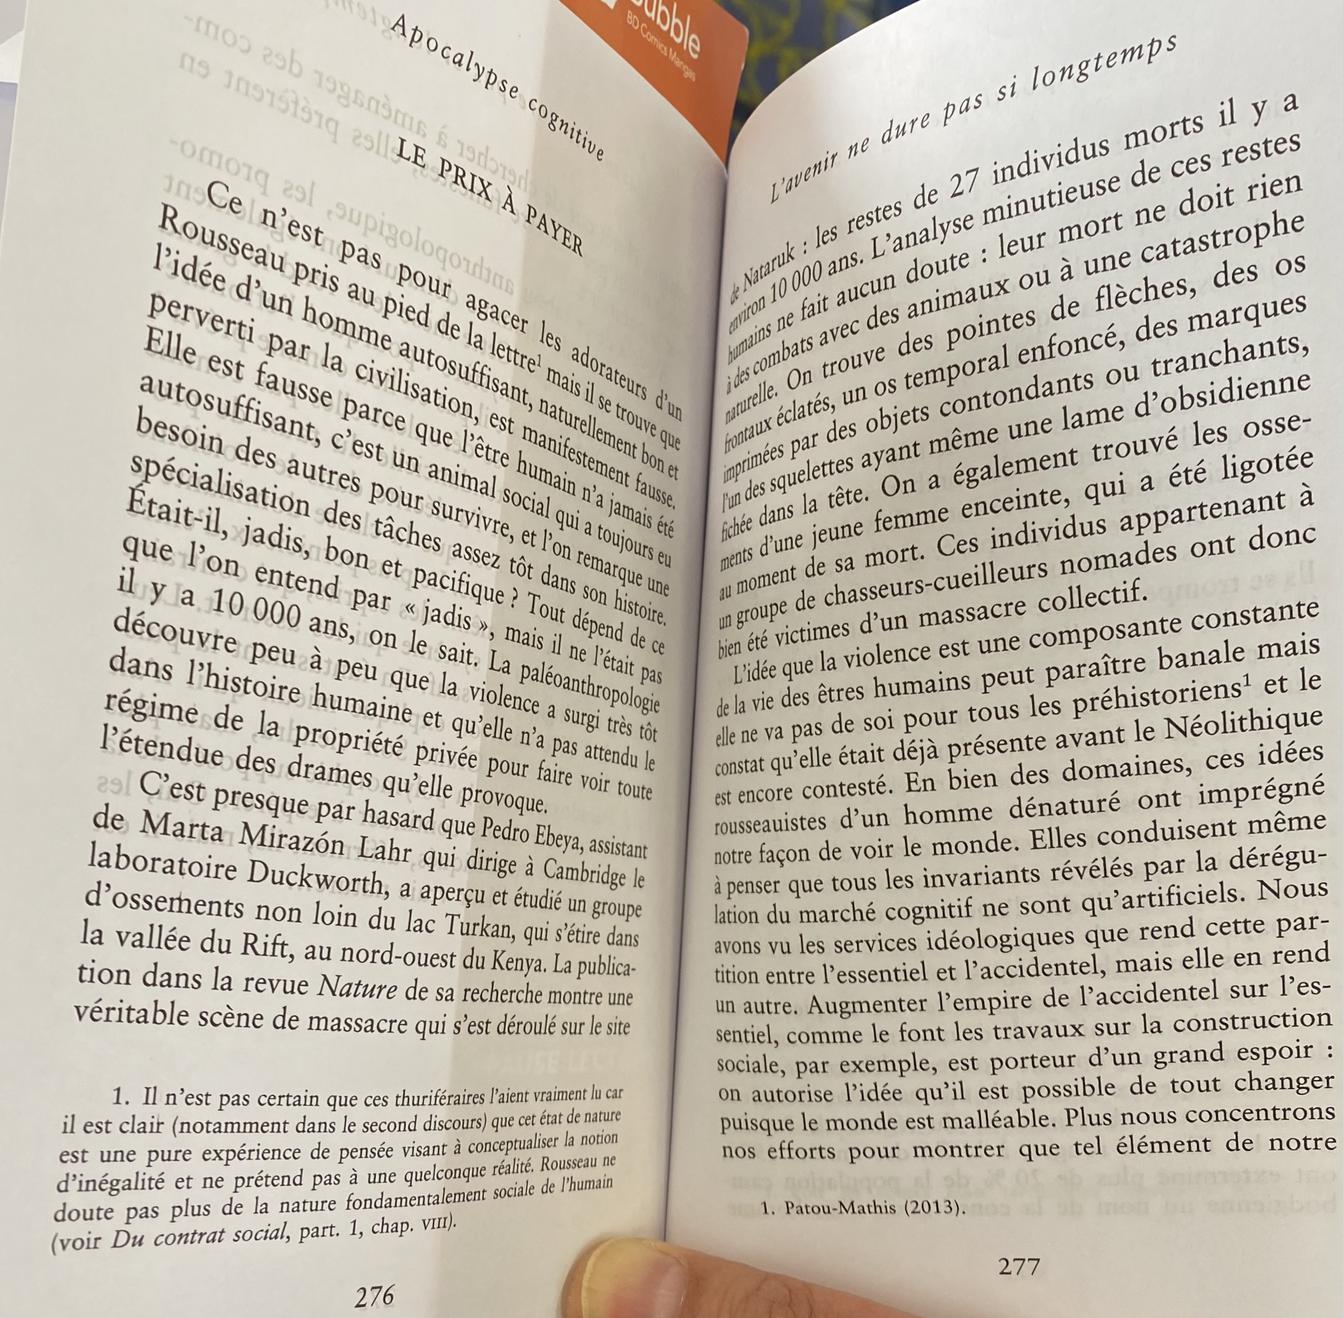 Bubble
BD Comics Mangas
Apocalypse cognitive
LE PRIX À PAYER
Ce n'est pas pour agacer les adorateurs d'un
Rousseau pris au pied de la lettre¹ mais il se trouve que
l'idée d'un homme autosuffisant, naturellement bon et
perverti par la civilisation, est manifestement fausse.
Elle est fausse parce que l'être humain n'a jamais été
autosuffisant, c'est un animal social qui a toujours eu
besoin des autres pour survivre, et l'on remarque une
spécialisation des tâches assez tôt dans son histoire.
Était-il, jadis, bon et pacifique ? Tout dépend de ce
que l'on entend par « jadis », mais il ne l'était pas
il y a 10 000 ans, on le sait. La paléoanthropologie
découvre peu à peu que la violence a surgi très tôt
dans l'histoire humaine et qu'elle n'a pas attendu le
régime de la propriété privée pour faire voir toute
l'étendue des drames qu'elle provoque.
C'est presque par hasard que Pedro Ebeya, assistant
de Marta Mirazón Lahr qui dirige à Cambridge le
laboratoire Duckworth, a aperçu et étudié un groupe
d'ossements non loin du lac Turkan, qui s'étire dans
la vallée du Rift, au nord-ouest du Kenya. La publica-
tion dans la revue Nature de sa recherche montre une
véritable scène de massacre qui s'est déroulé sur le site
1. Il n'est pas certain que ces thuriféraires l'aient vraiment lu car
il est clair (notamment dans le second discours) que cet état de nature
est une pure expérience de pensée visant à conceptualiser la notion
d'inégalité et ne prétend pas à une quelconque réalité. Rousseau ne
doute pas plus de la nature fondamentalement sociale de l'humain
(voir Du contrat social, part. 1, chap. VIII).
276
L'avenir ne dure pas si longtemps
de Nataruk : les restes de 27 individus morts il y a
environ 10 000 ans. L'analyse minutieuse de ces restes
humains ne fait aucun doute : leur mort ne doit rien
à des combats avec des animaux ou à une catastrophe
naturelle. On trouve des pointes de flèches, des os
frontaux éclatés, un os temporal enfoncé, des marques
imprimées par des objets contondants ou tranchants,
l'un des squelettes ayant même une lame d'obsidienne
fichée dans la tête. On a également trouvé les osse-
ments d'une jeune femme enceinte, qui a été ligotée
au moment de sa mort. Ces individus appartenant à
un groupe de chasseurs-cueilleurs nomades ont donc
bien été victimes d'un massacre collectif.
L'idée que la violence est une composante constante
de la vie des êtres humains peut paraître banale mais
elle ne va pas de soi pour tous les préhistoriens¹ et le
constat qu'elle était déjà présente avant le Néolithique
est encore contesté. En bien des domaines, ces idées
rousseauistes d'un homme dénaturé ont imprégné
notre façon de voir le monde. Elles conduisent même
à penser que tous les invariants révélés par la dérégu-
lation du marché cognitif ne sont qu'artificiels. Nous
avons vu les services idéologiques que rend cette par-
tition entre l'essentiel et l'accidentel, mais elle en rend
un autre. Augmenter l'empire de l'accidentel sur l'es-
sentiel, comme le font les travaux sur la construction
sociale, par exemple, est porteur d'un grand espoir :
on autorise l'idée qu'il est possible de tout changer
puisque le monde est malléable. Plus nous concentrons
nos efforts pour montrer que tel élément de notre
1. Patou-Mathis (2013).
277